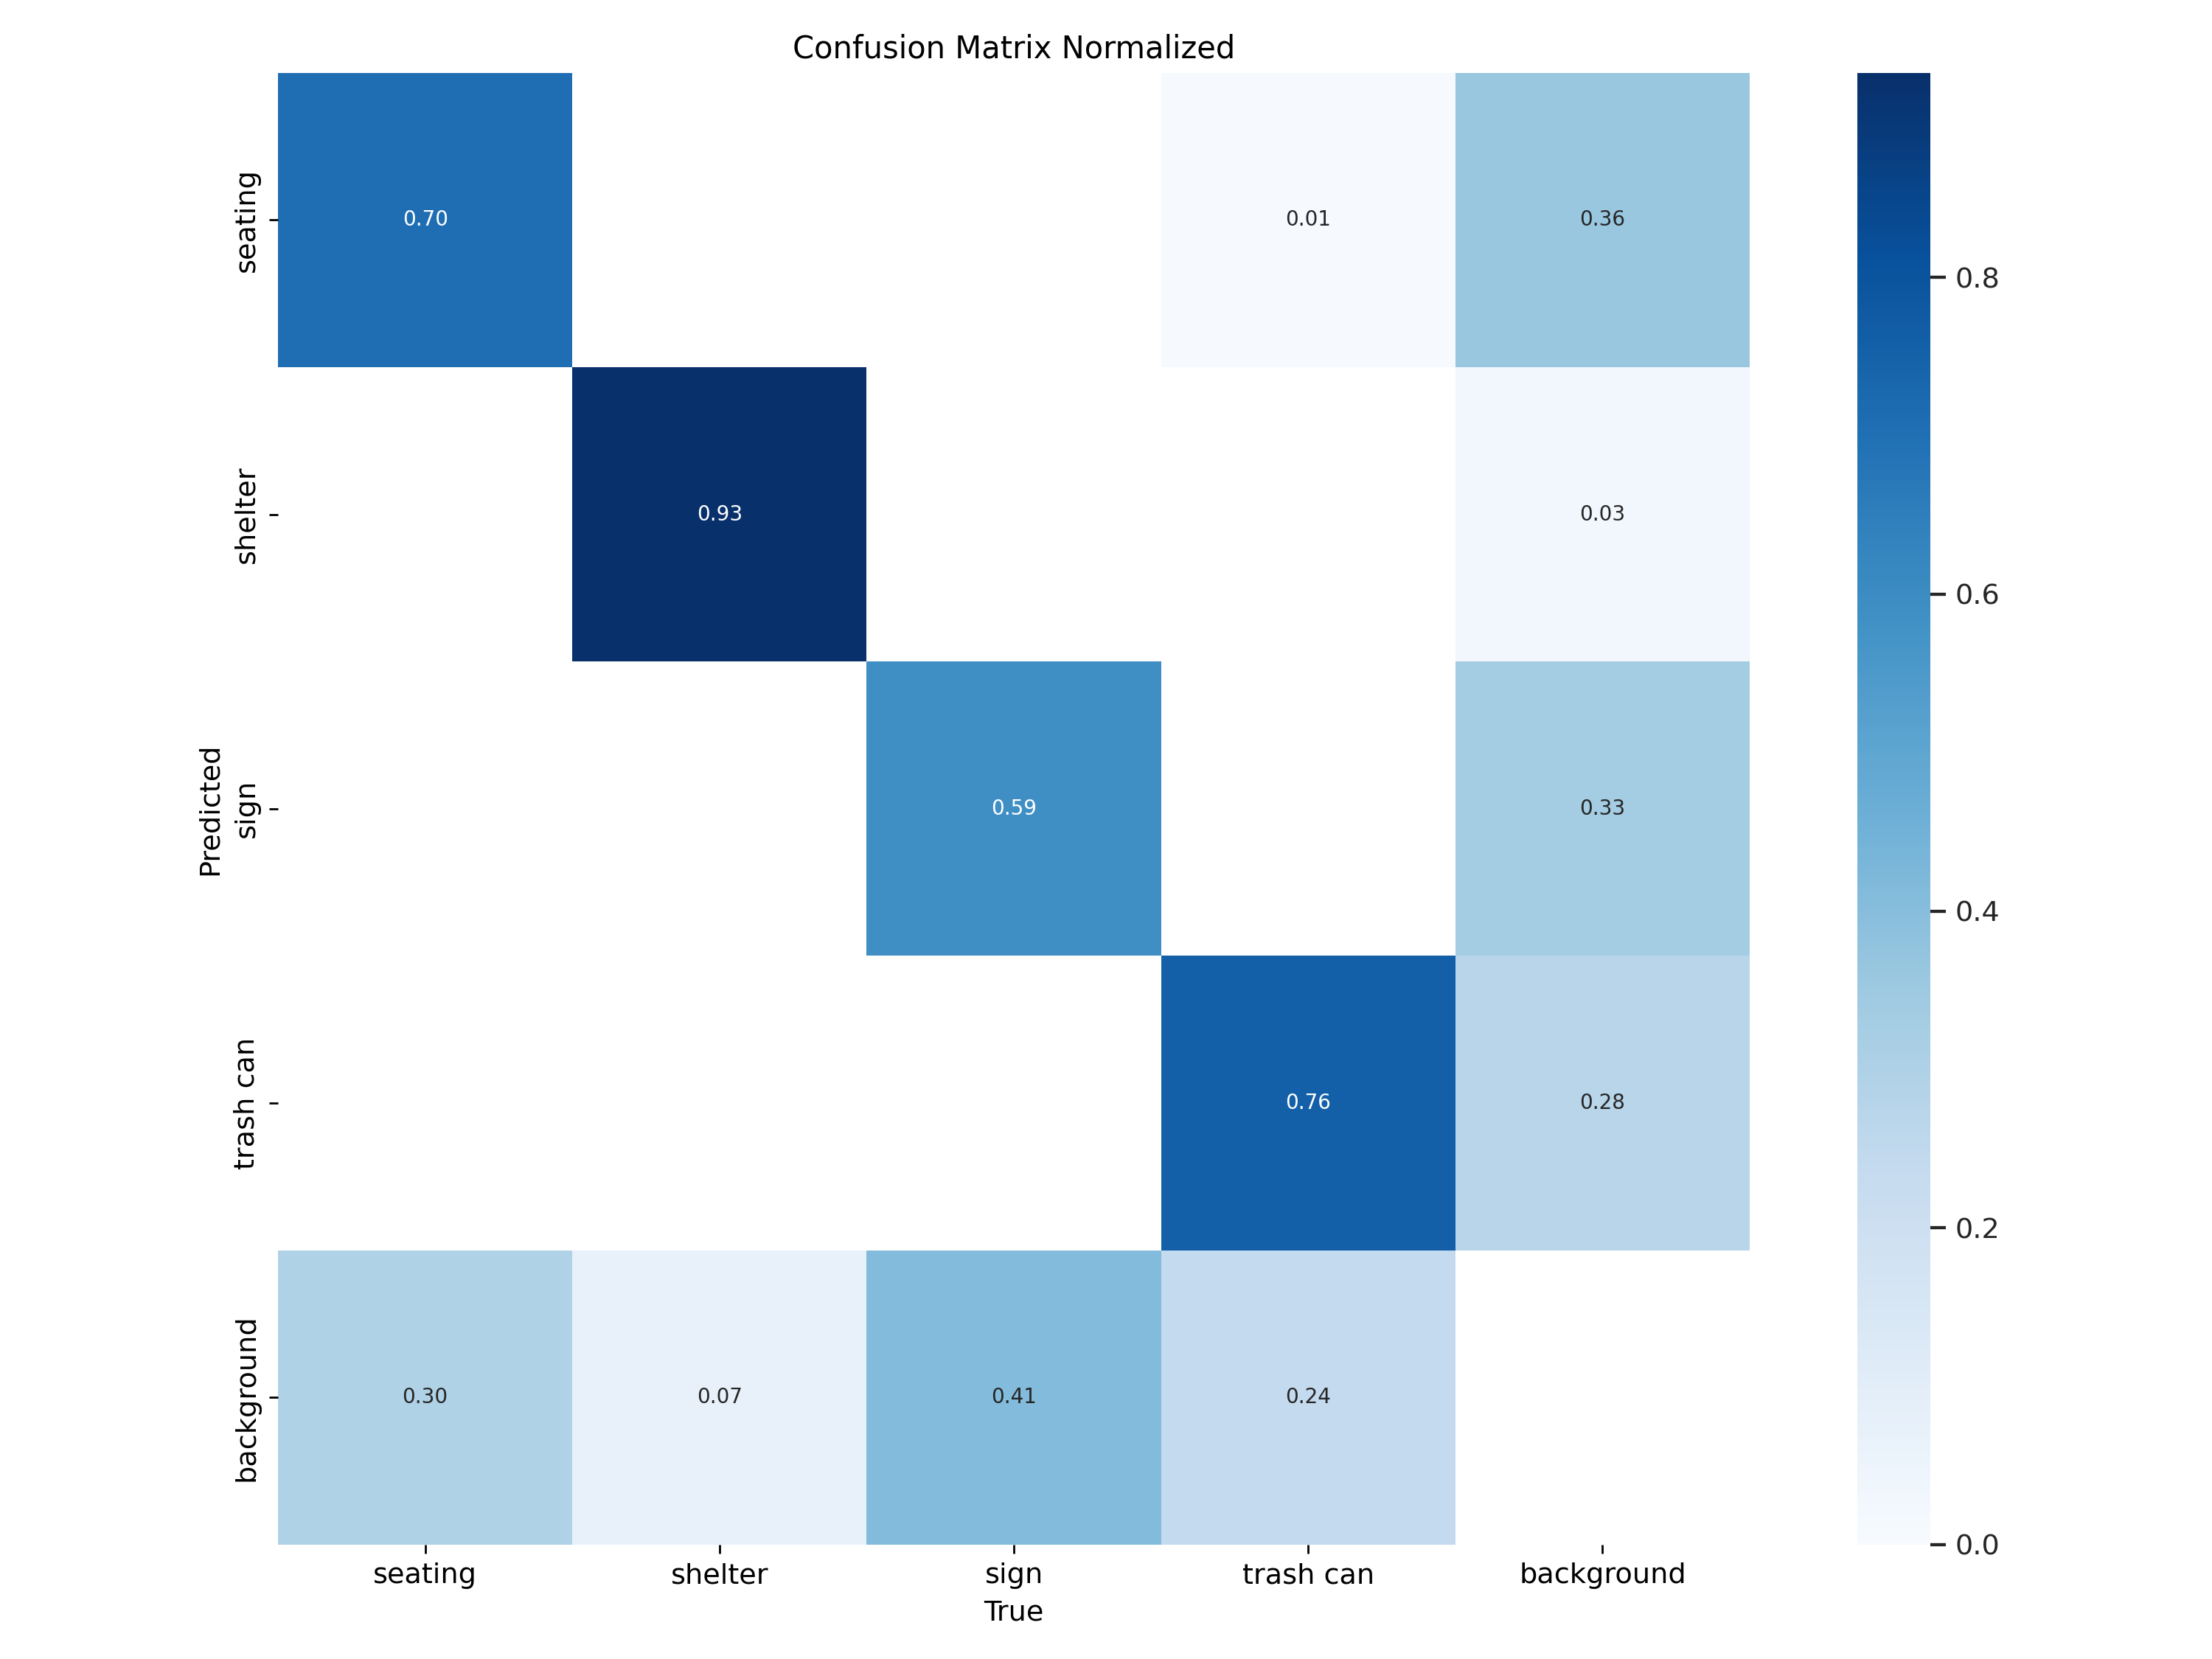 Confusion Matrix Normalized
seating
0.70
0.01
0.36
0.8
shelter
0.93
0.03
0.6
Predicted
sign
0.59
0.33
0.4
trash can
0.76
0.28
0.2
background
0.30
0.07
0.41
0.24
0.0
seating
shelter
sign
trash can
background
True